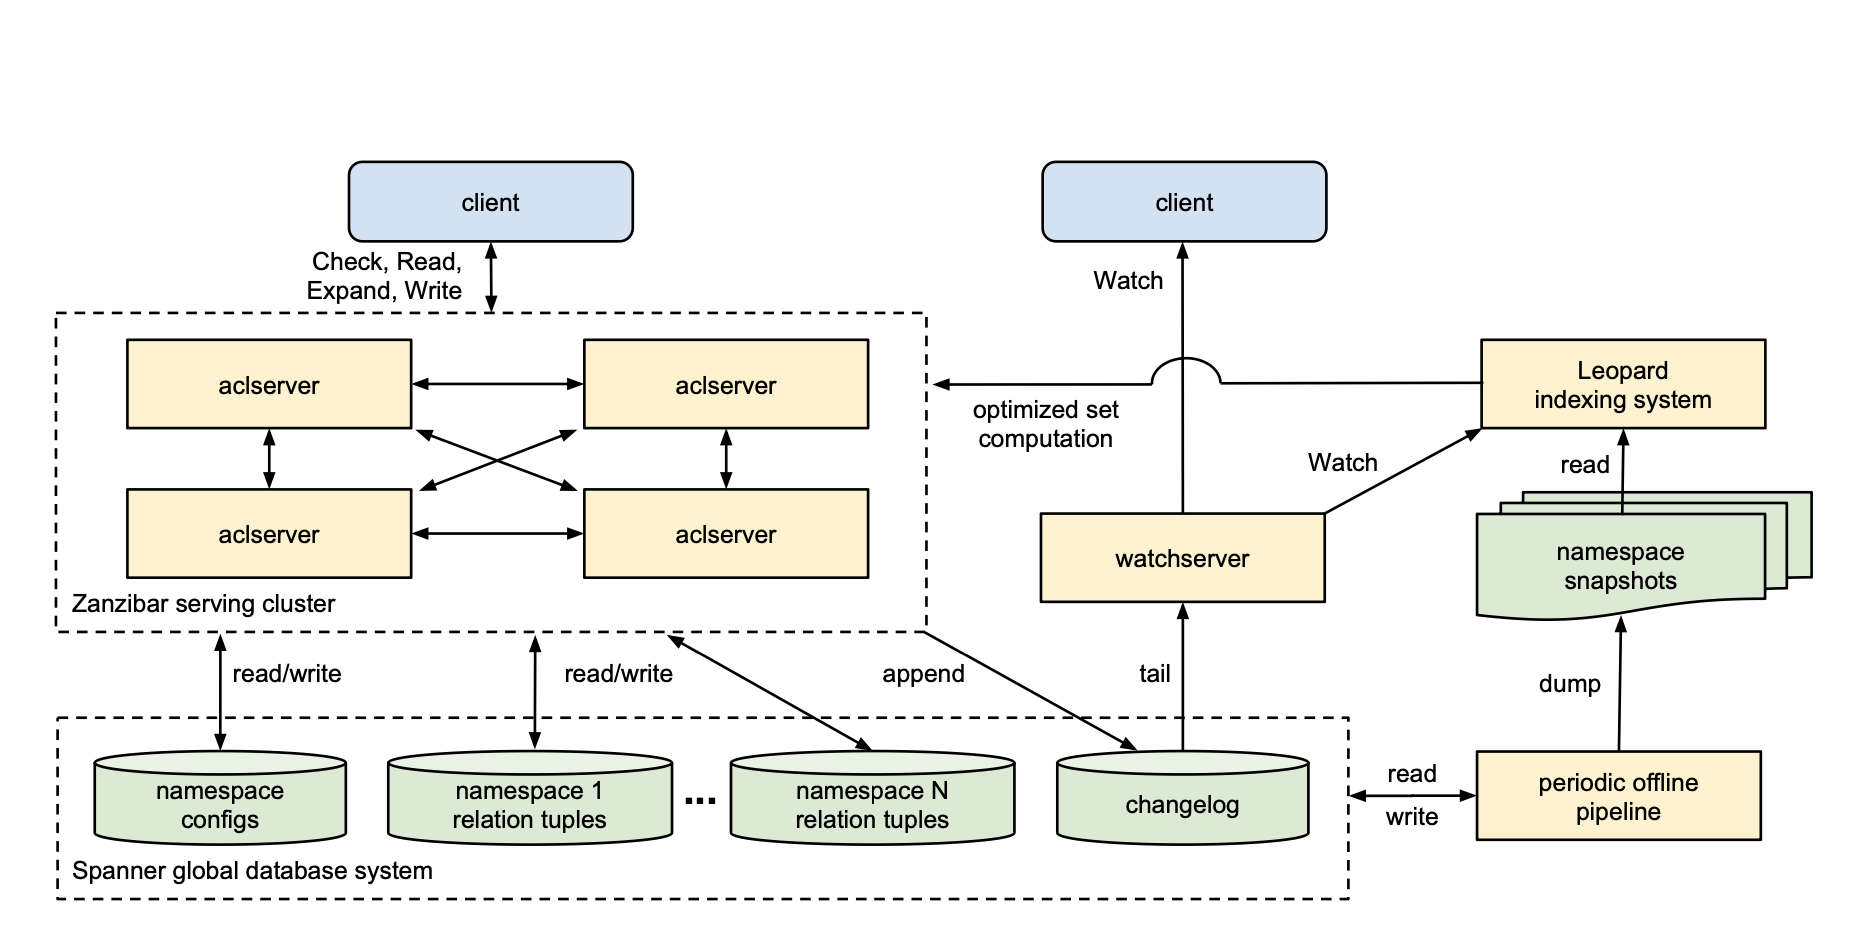 client
client
Check, Read,
Expand, Write
Watch
aclserver
aclserver
optimized set
computation
Leopard
indexing system
Watch
read
aclserver
aclserver
watchserver
namespace
snapshots
Zanzibar serving cluster
read/write
read/write
append
tail
dump
namespace
configs
namespace 1
relation tuples
...
namespace N
relation tuples
changelog
read
write
periodic offline
pipeline
Spanner global database system